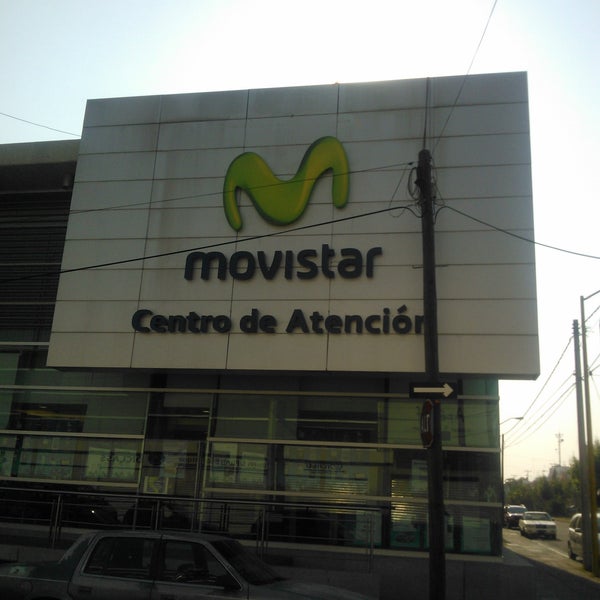 movistar
Centro de Atención